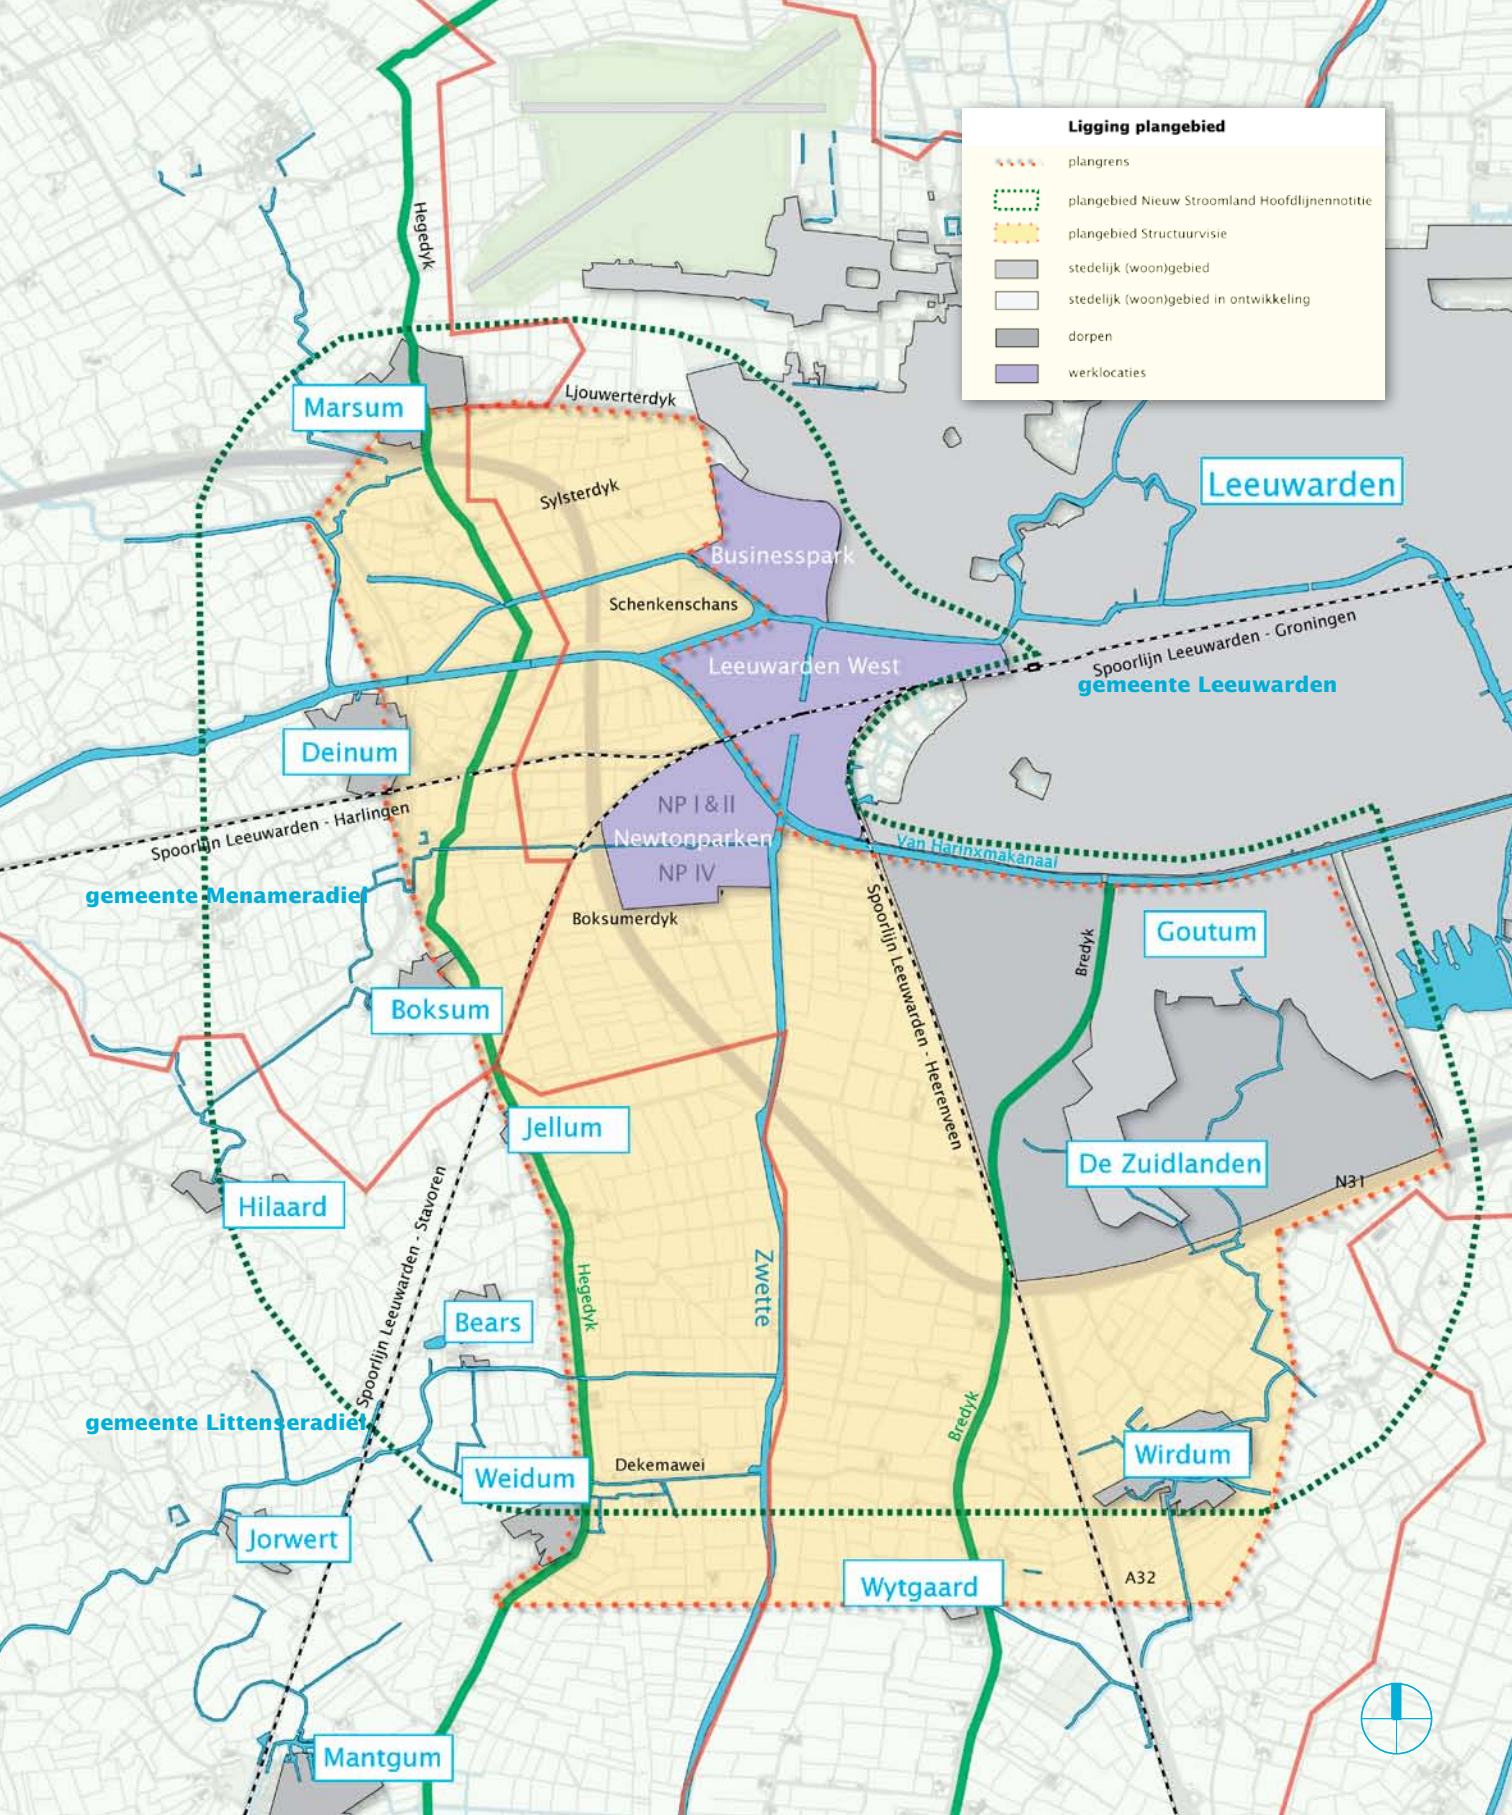 Ligging plangebied
plangrens
plangebied Nieuw Stroomland Hoofdlijnennotitie
plangebied Structuurvisie
stedelijk (woon)gebied
stedelijk (woon)gebied in ontwikkeling
dorpen
werklocaties
Hegedyk
Marsum
Ljouwerterdyk
Sylsterdyk
Leeuwarden
Businesspark
Schenkenschans
Leeuwarden West
Spoorlijn Leeuwarden - Groningen
gemeente Leeuwarden
Deinum
Spoorlijn Leeuwarden - Harlingen
NP I & II
Newtonparken
NP IV
Van Harinxmakanaal
gemeente Menameradiel
Boksumerdyk
Spoorlijn Leeuwarden - Heerenveen
Bredyk
Goutum
Boksum
Jellum
De Zuidlanden
N31
Hilaard
Spoorlijn Leeuwarden - Stavoren
Hegedyk
Zwette
Bears
Bredyk
gemeente Littenseradiel
Wirdum
Dekemawei
Weidum
Jorwert
A32
Wytgaard
Mantgum